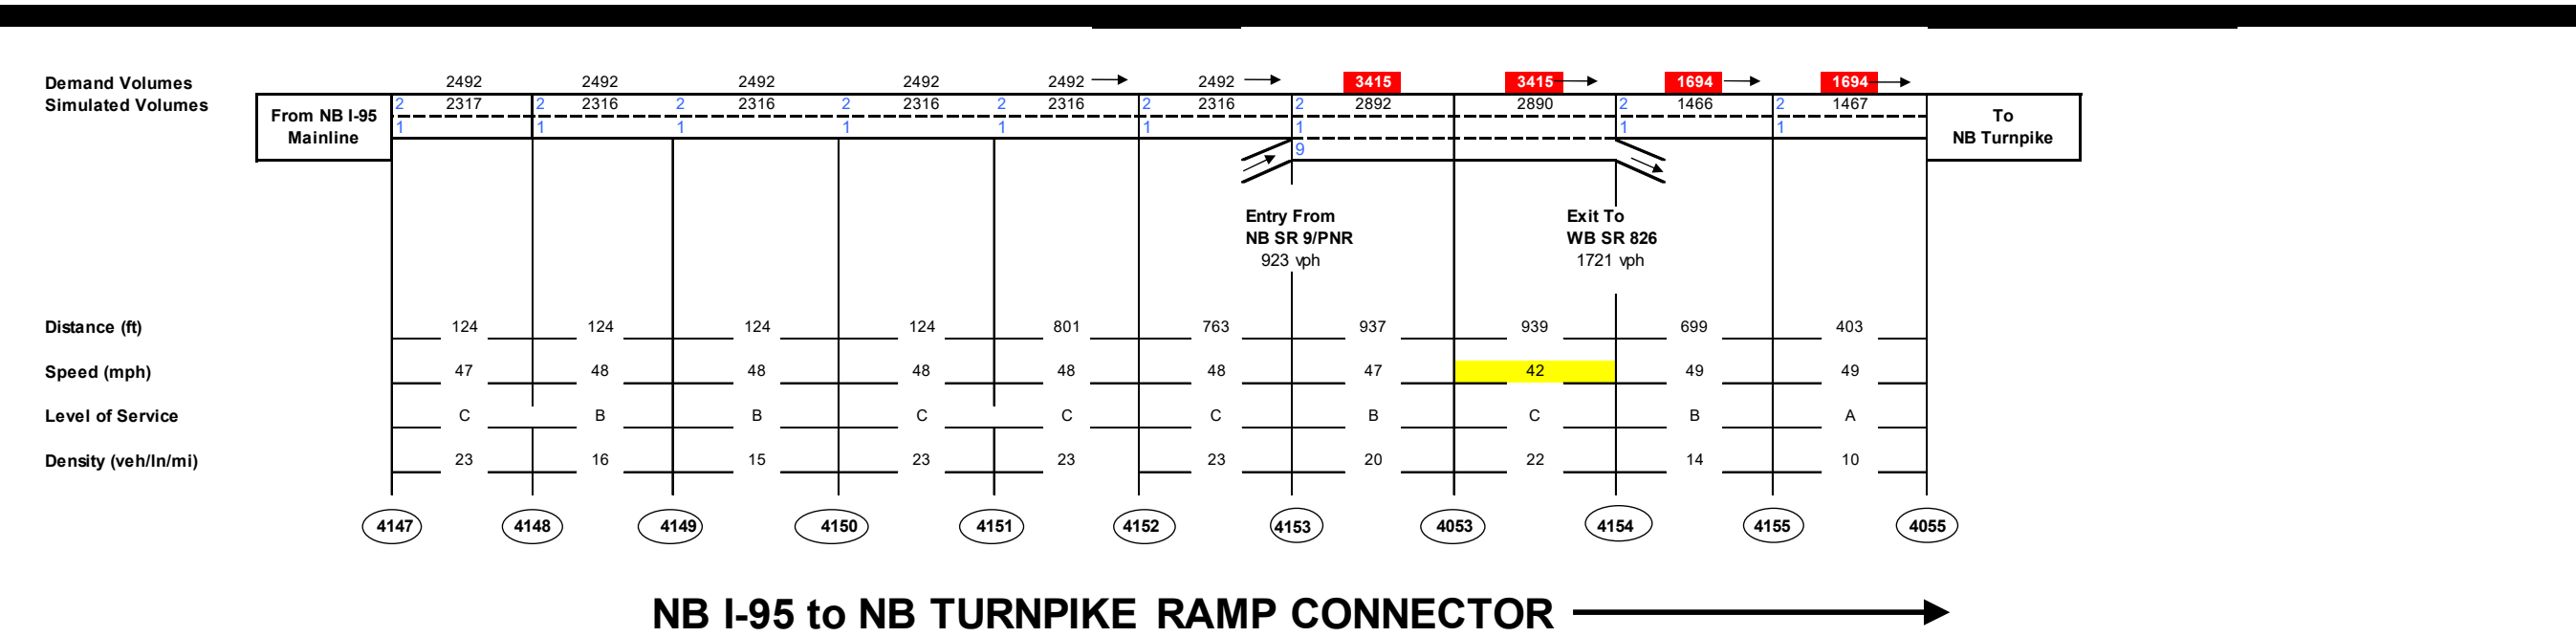 Demand Volumes 2492 2492 2492 2492 2492 2492 3415 3415 1694 1694
Simulated Volumes 2317 2316 2316 2316 2316 2316 2892 2890 1466 1467
2 2 2 2 2 2 2 2 2
From NB I-95
Mainline
To
NB Turnpike
1 1 1 1 1 1 1 1 1
9
Entry From
NB SR 9/PNR
923 vph
Exit To
WB SR 826
1721 vph
Distance (ft) 124 124 124 124 801 763 937 939 699 403
Speed (mph) 47 48 48 48 48 48 47 42 49 49
Level of Service C B B C C C B C B A
Density (veh/ln/mi) 23 16 15 23 23 23 20 22 14 10
4147 4148 4149 4150 4151 4152 4153 4053 4154 4155 4055
NB I-95 to NB TURNPIKE RAMP CONNECTOR